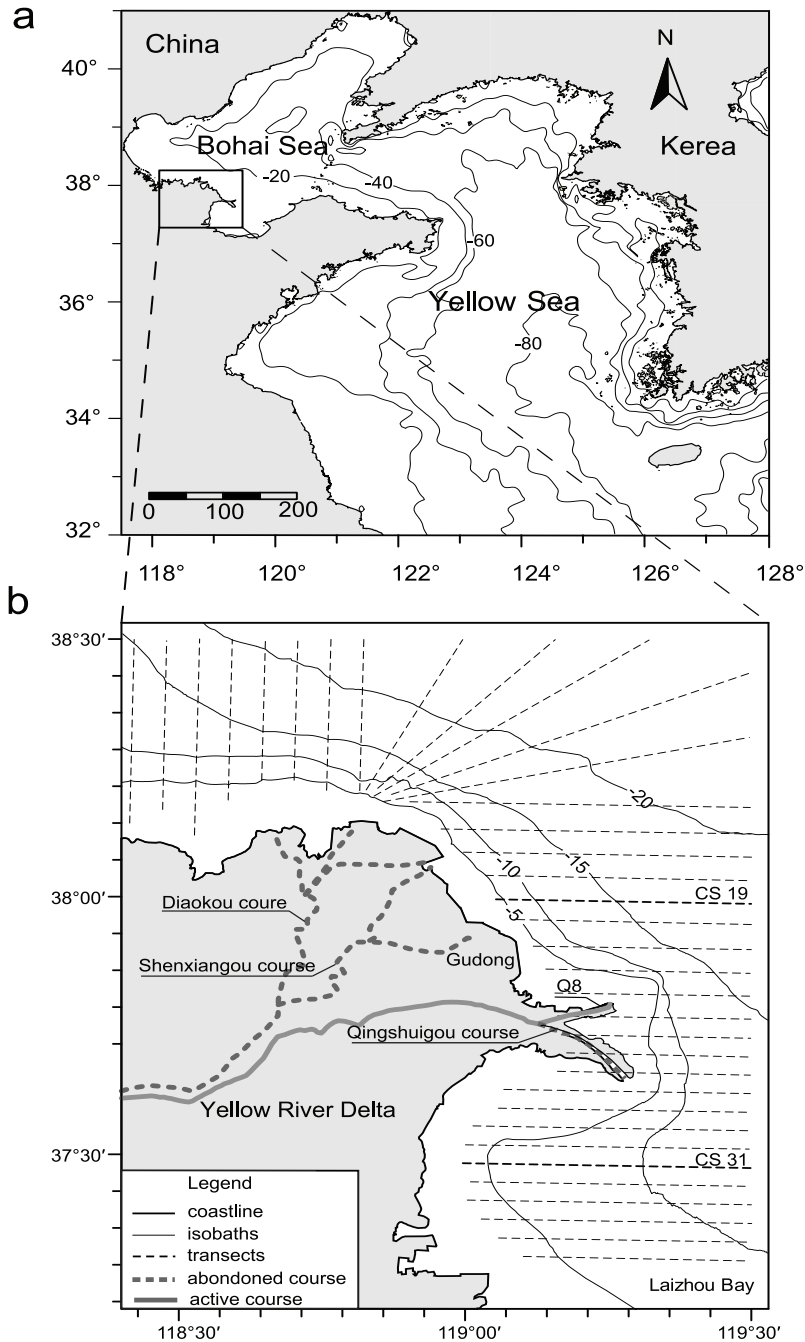 a
China
N
40°
Bohai Sea
Kerea
38°
-20
-40
-60
36°
Yellow Sea
-80
34°
32°
0
100
200
118°
120°
122°
124°
126°
128°
b
38°30′
-20
-15
-10
-5
38°00′
CS 19
Diaokou coure
Shenxiangou course
Gudong
Q8
Qingshuigou course
Yellow River Delta
37°30′
CS 31
Legend
coastline
isobaths
transects
abondoned course
active course
Laizhou Bay
118°30′
119°00′
119°30′